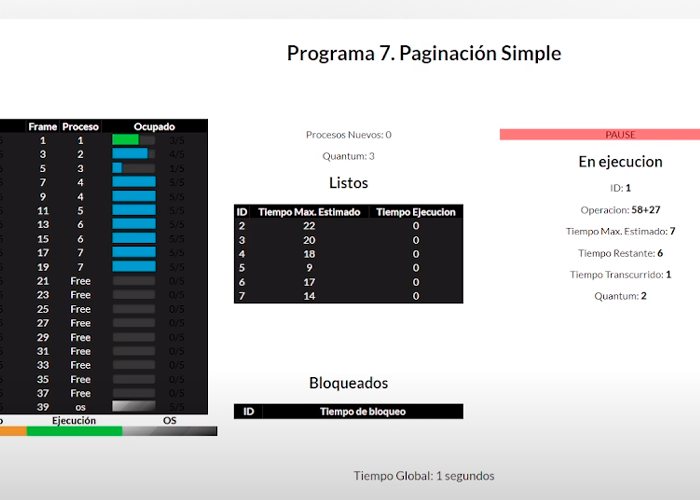 Programa 7. Paginación Simple
Frame Proceso Ocupado
1 1 3/5
3 2 4/5
5 3 1/5
7 4 5/5
9 4 5/5
11 5 5/5
13 6 5/5
15 6 5/5
17 7 5/5
19 7 5/5
21 Free 0/5
23 Free 0/5
25 Free 0/5
27 Free 0/5
29 Free 0/5
31 Free 0/5
33 Free 0/5
35 Free 0/5
37 Free 0/5
39 os 5/5
Ejecución OS
Procesos Nuevos: 0
Quantum: 3
Listos
ID Tiempo Max. Estimado Tiempo Ejecucion
2 22 0
3 20 0
4 18 0
5 9 0
6 17 0
7 14 0
Bloqueados
ID Tiempo de bloqueo
Tiempo Global: 1 segundos
PAUSE
En ejecucion
ID: 1
Operacion: 58+27
Tiempo Max. Estimado: 7
Tiempo Restante: 6
Tiempo Transcurrido: 1
Quantum: 2